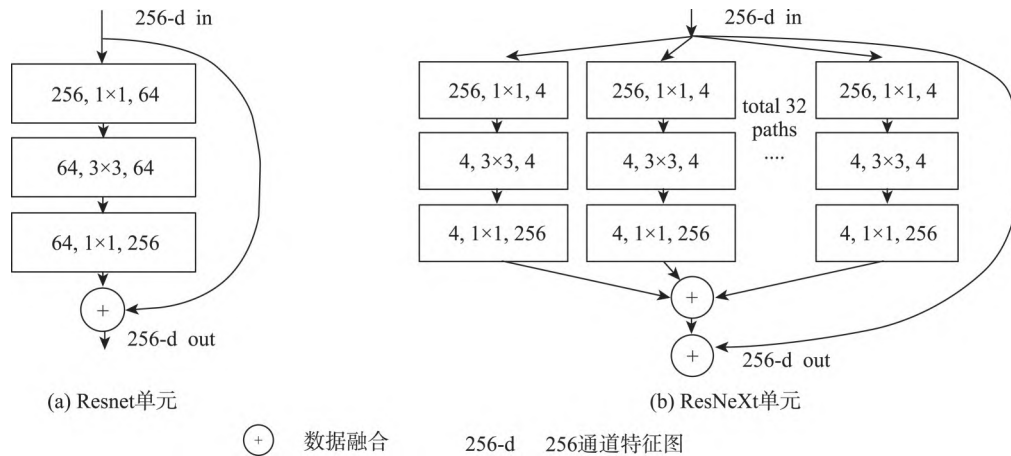 256-d in
256, 1×1, 64
64, 3×3, 64
64, 1×1, 256
+
256-d out
(a) Resnet单元
256-d in
256, 1×1, 4
256, 1×1, 4
256, 1×1, 4
total 32
paths
....
4, 3×3, 4
4, 3×3, 4
4, 3×3, 4
4, 1×1, 256
4, 1×1, 256
4, 1×1, 256
+
+
256-d out
(b) ResNeXt单元
+ 数据融合 256-d 256通道特征图